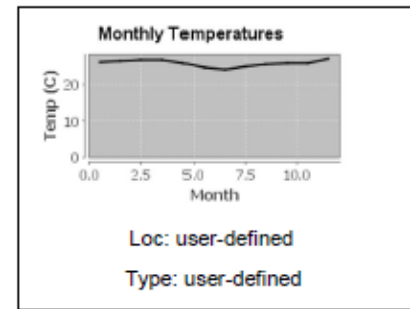 Monthly Temperatures
Temp (C)
20
10
0
0.0 2.5 5.0 7.5 10.0
Month
Loc: user-defined
Type: user-defined